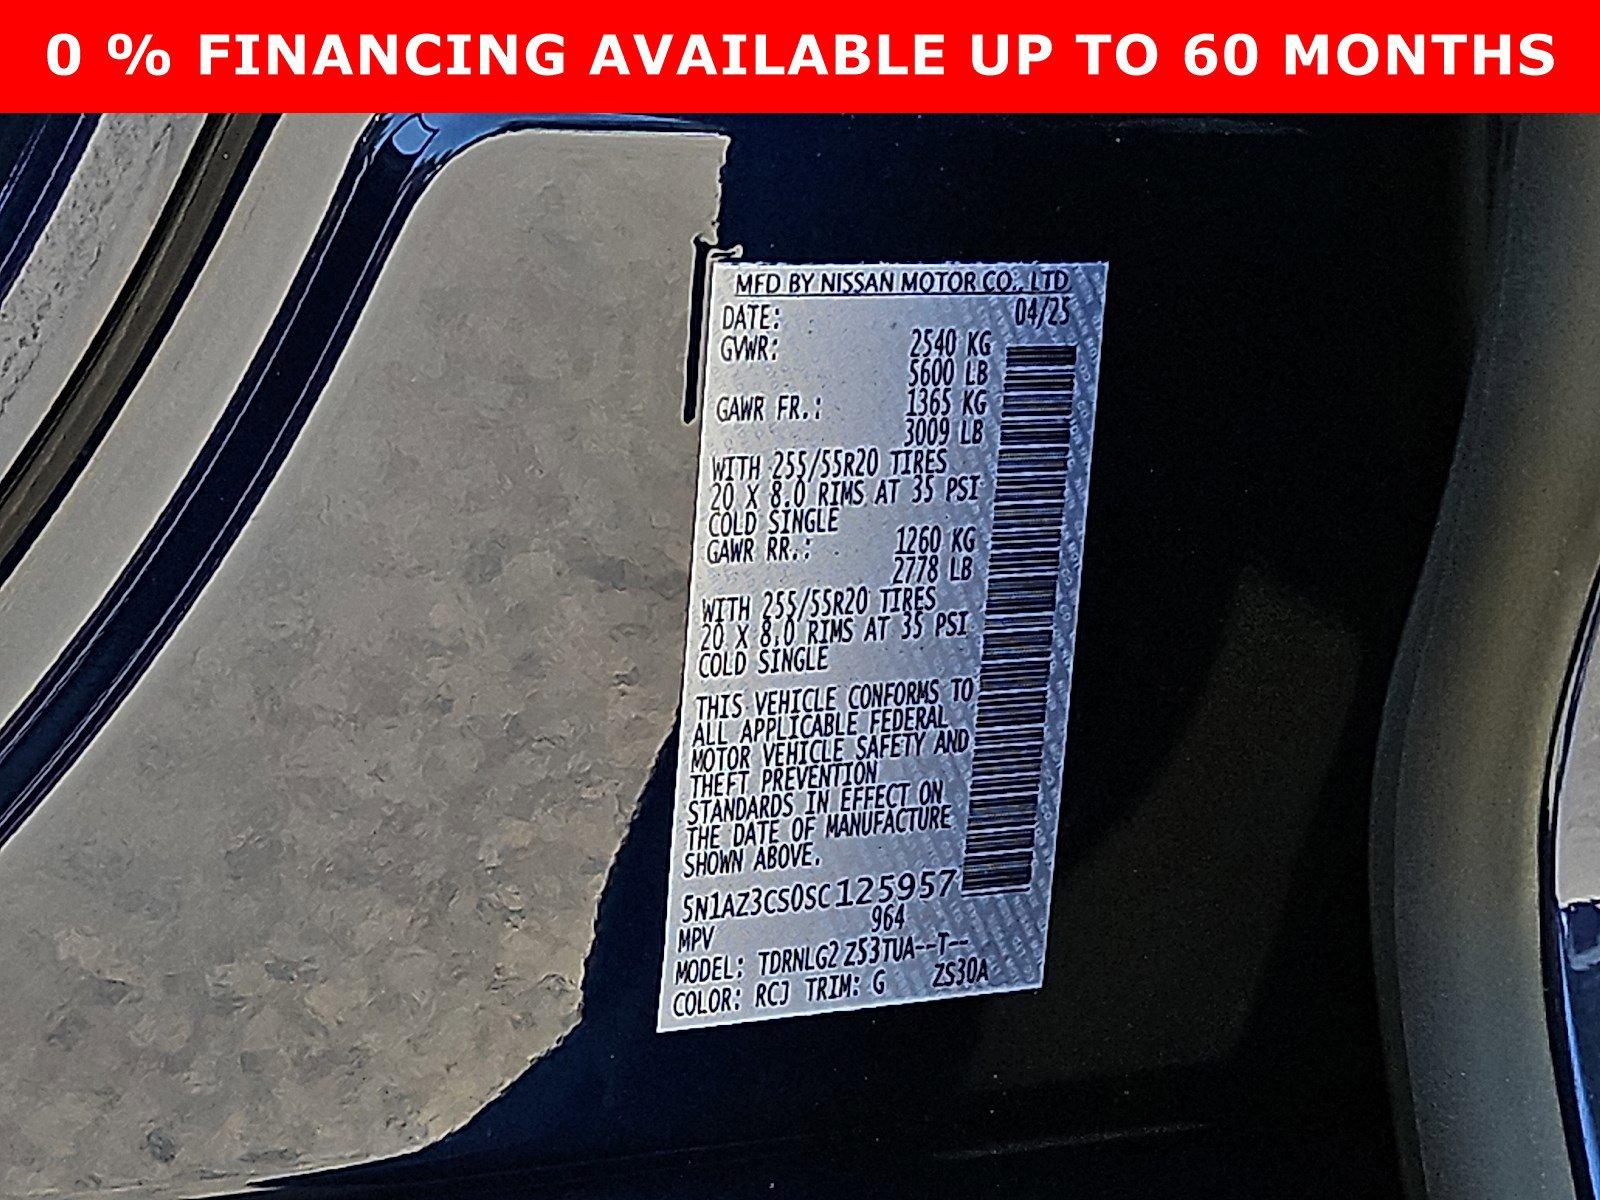 0 % FINANCING AVAILABLE UP TO 60 MONTHS
MFD BY NISSAN MOTOR CO., LTD
DATE: 04/25
GVWR: 2540 KG
5600 LB
GAWR FR.: 1365 KG
3009 LB
WITH 255/55R20 TIRES
20 X 8.0 RIMS AT 35 PSI
COLD SINGLE
GAWR RR.: 1260 KG
2778 LB
WITH 255/55R20 TIRES
20 X 8.0 RIMS AT 35 PSI
COLD SINGLE
THIS VEHICLE CONFORMS TO
ALL APPLICABLE FEDERAL
MOTOR VEHICLE SAFETY AND
THEFT PREVENTION
STANDARDS IN EFFECT ON
THE DATE OF MANUFACTURE
SHOWN ABOVE.
5N1AZ3CS0SC125957
MPV 964
MODEL: TDRNLG2 Z53TUA--T--
COLOR: RCJ TRIM: G ZS30A